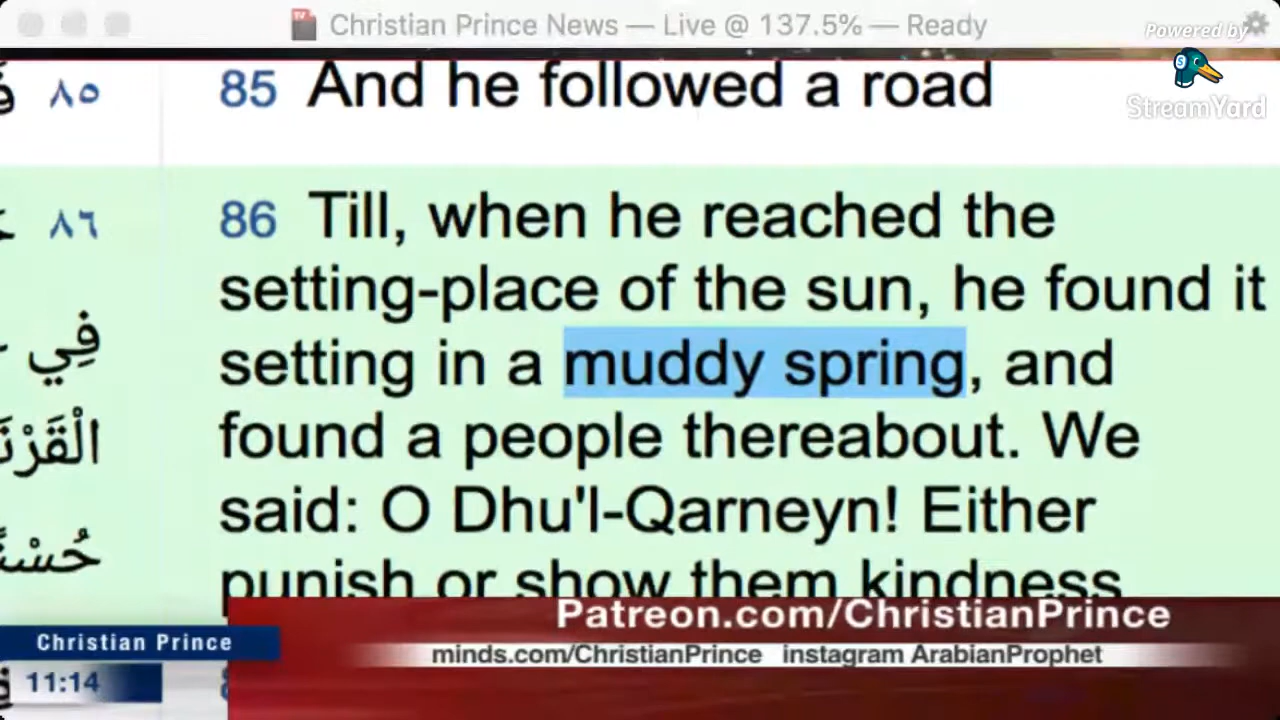 Christian Prince News — Live @ 137.5% — Ready
Powered by
StreamYard
٨٥ 85 And he followed a road
٨٦ 86 Till, when he reached the
setting-place of the sun, he found it
فِي
setting in a muddy spring, and
found a people thereabout. We
said: O Dhu'l-Qarneyn! Either
punish or show them kindness
Patreon.com/ChristianPrince
Christian Prince
minds.com/ChristianPrince instagram ArabianProphet
11:14